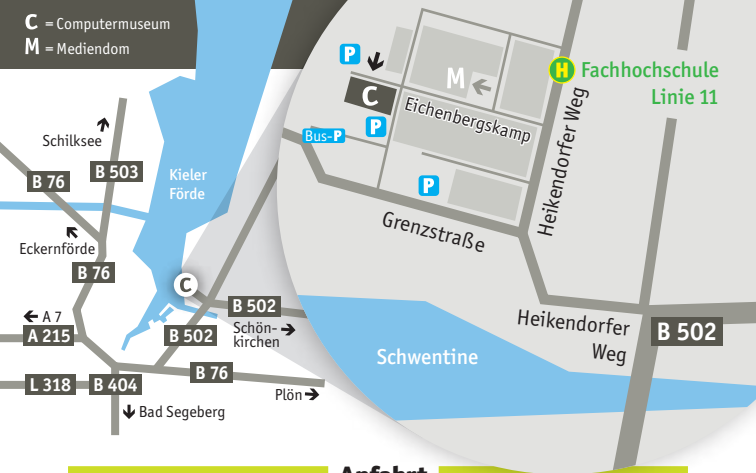 C = Computermuseum
M = Mediendom
P
M
H Fachhochschule
Linie 11
C
Eichenbergskamp
P
Bus-P
Heikendorfer Weg
P
Grenzstraße
Schilksee
B 503
B 76
Kieler
Förde
Eckernförde
B 76
C
A 7
A 215
B 502
Schön-
kirchen
B 502
B 76
L 318
B 404
Plön
Bad Segeberg
Heikendorfer
Weg
B 502
Schwentine
Anfahrt